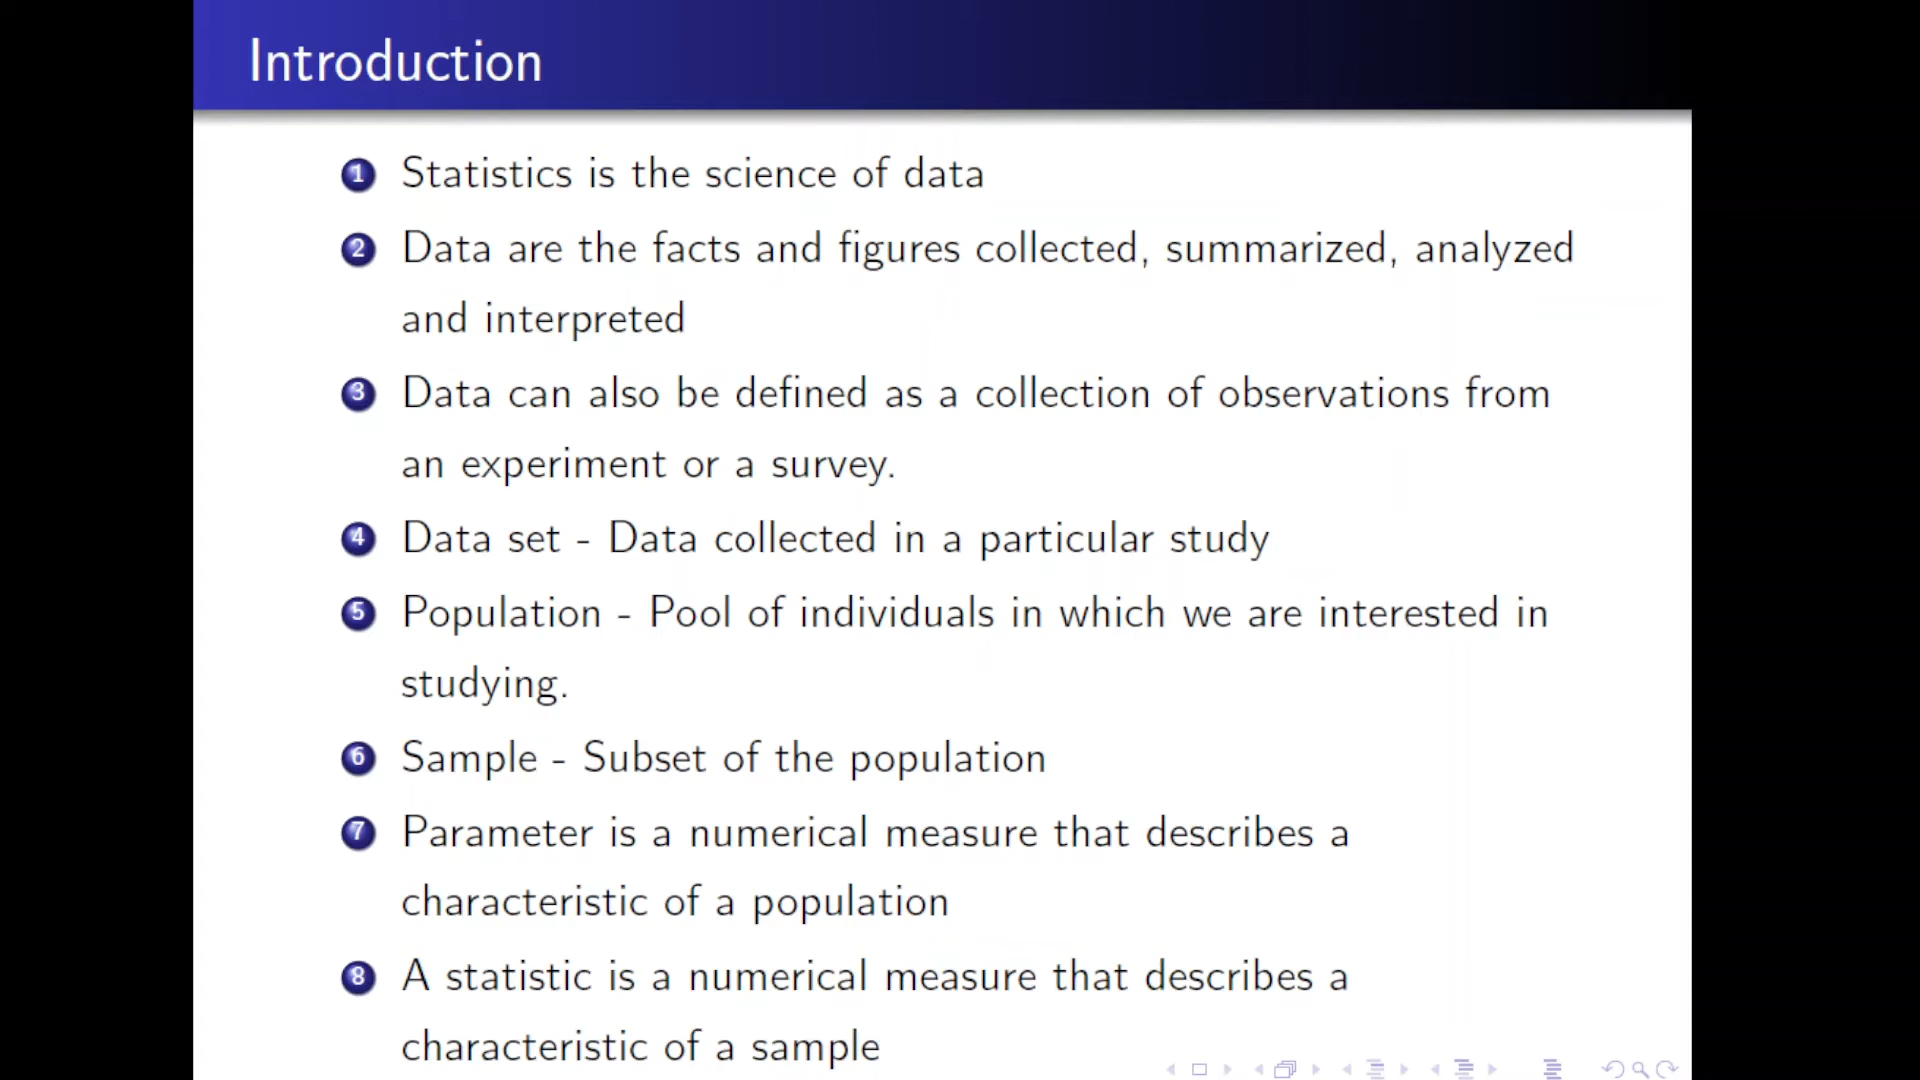 Introduction
1 Statistics is the science of data
2 Data are the facts and figures collected, summarized, analyzed
and interpreted
3 Data can also be defined as a collection of observations from
an experiment or a survey.
4 Data set - Data collected in a particular study
5 Population - Pool of individuals in which we are interested in
studying.
6 Sample - Subset of the population
7 Parameter is a numerical measure that describes a
characteristic of a population
8 A statistic is a numerical measure that describes a
characteristic of a sample